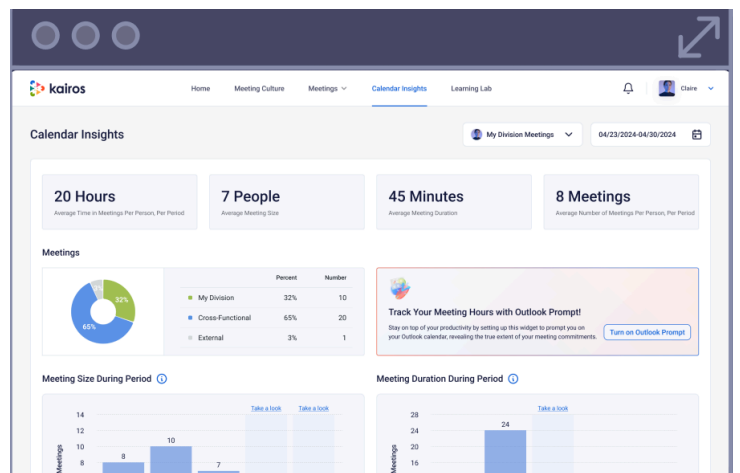 kairos
Home Meeting Culture Meetings Calendar Insights Learning Lab Claire
Calendar Insights
My Division Meetings 04/23/2024-04/30/2024
20 Hours 7 People 45 Minutes 8 Meetings
Average Time in Meetings Per Person, Per Period Average Meeting Size Average Meeting Duration Average Number of Meetings Per Person, Per Period
Meetings
Percent Number
My Division 32% 10
Cross-Functional 65% 20
External 3% 1
32%
65%
Track Your Meeting Hours with Outlook Prompt!
Stay on top of your productivity by setting up this widget to prompt you on
your Outlook calendar, revealing the true extent of your meeting commitments.
Turn on Outlook Prompt
Meeting Size During Period Meeting Duration During Period
Meetings
14
12
10
8
8
10
7
Take a look Take a look
Meetings
28
24
20
16
24
Take a look